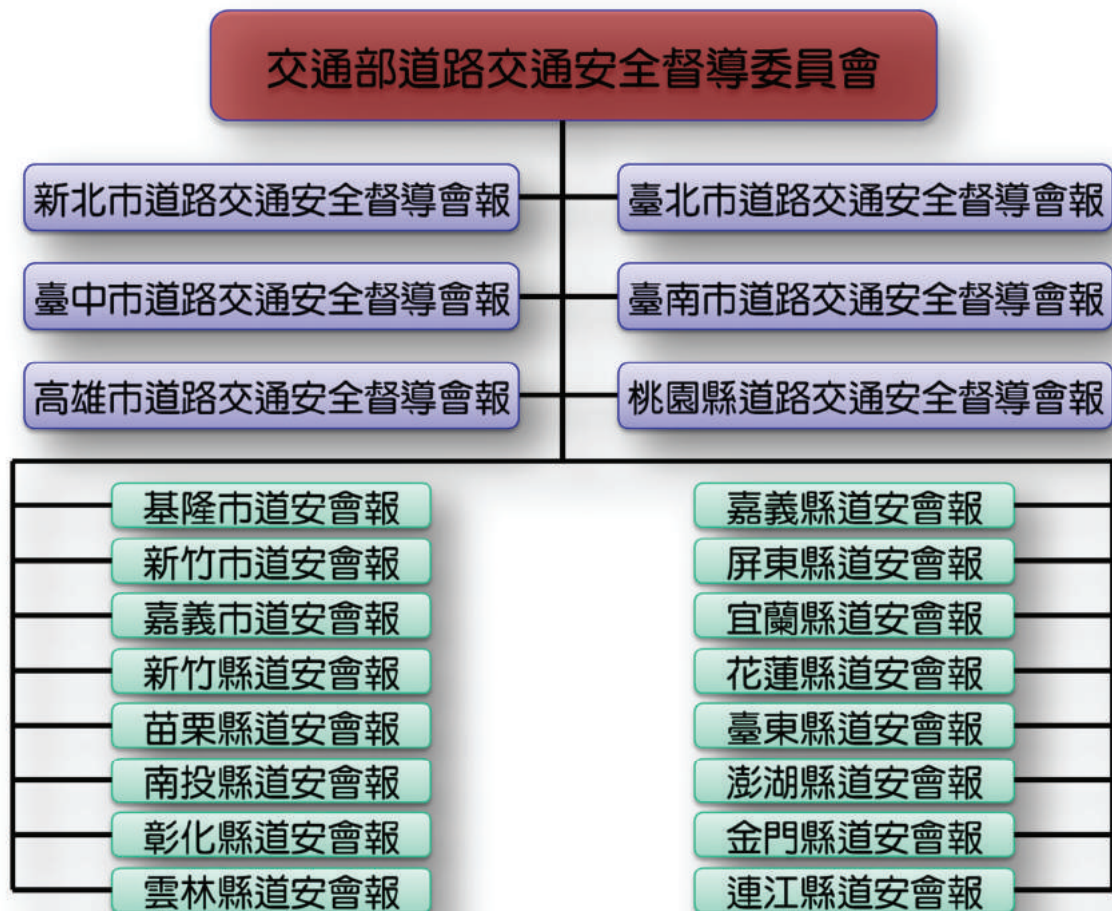 交通部道路交通安全督導委員會
新北市道路交通安全督導會報
臺北市道路交通安全督導會報
臺中市道路交通安全督導會報
臺南市道路交通安全督導會報
高雄市道路交通安全督導會報
桃園縣道路交通安全督導會報
基隆市道安會報
新竹市道安會報
嘉義市道安會報
新竹縣道安會報
苗栗縣道安會報
南投縣道安會報
彰化縣道安會報
雲林縣道安會報
嘉義縣道安會報
屏東縣道安會報
宜蘭縣道安會報
花蓮縣道安會報
臺東縣道安會報
澎湖縣道安會報
金門縣道安會報
連江縣道安會報